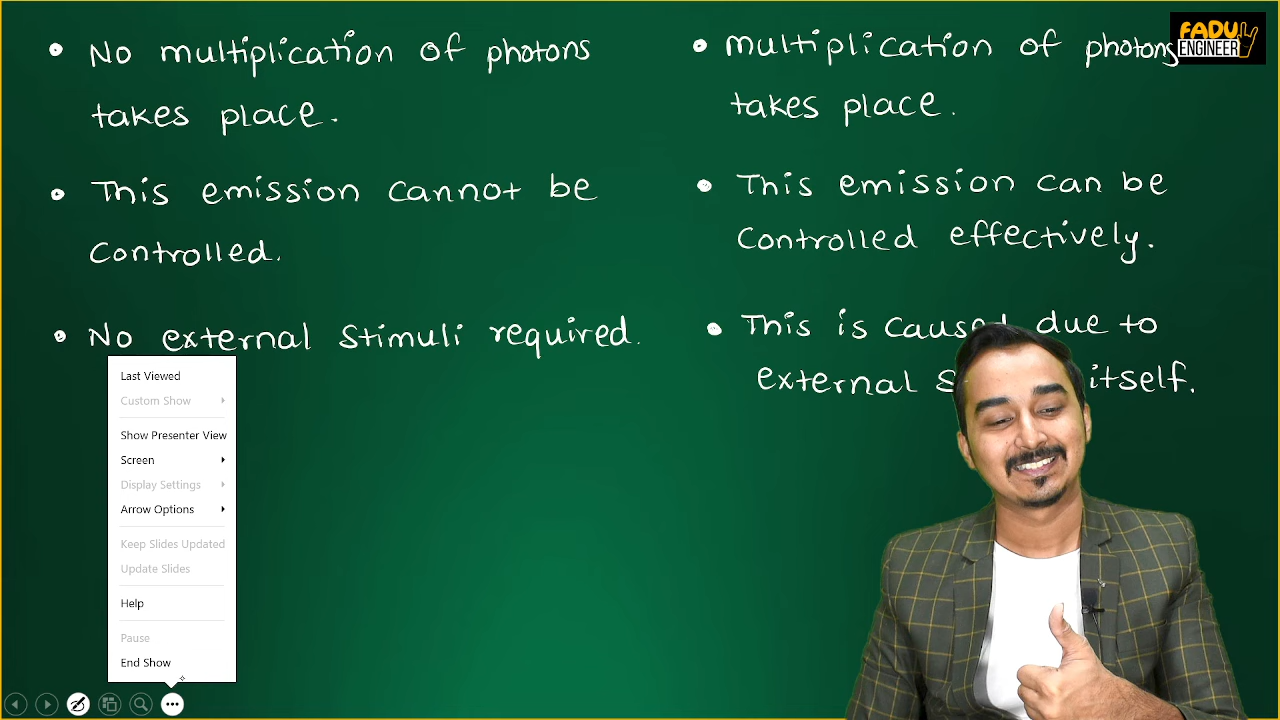 • No multiplication of photons
takes place.
• This emission cannot be
controlled.
• No external stimuli required.
• multiplication of photons
takes place.
• This emission can be
controlled effectively.
• This is caused due to
external itself.
FADU
ENGINEER
Last Viewed
Custom Show
Show Presenter View
Screen
Display Settings
Arrow Options
Keep Slides Updated
Update Slides
Help
Pause
End Show